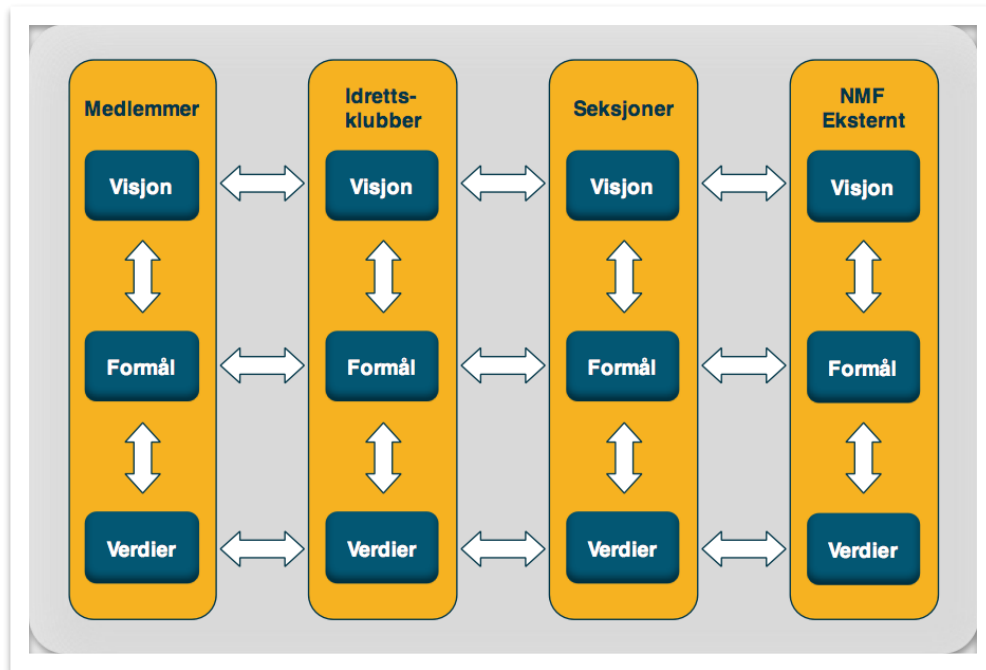 Medlemmer
Idretts-
klubber
Seksjoner
NMF
Eksternt
Visjon
Visjon
Visjon
Visjon
Formål
Formål
Formål
Formål
Verdier
Verdier
Verdier
Verdier